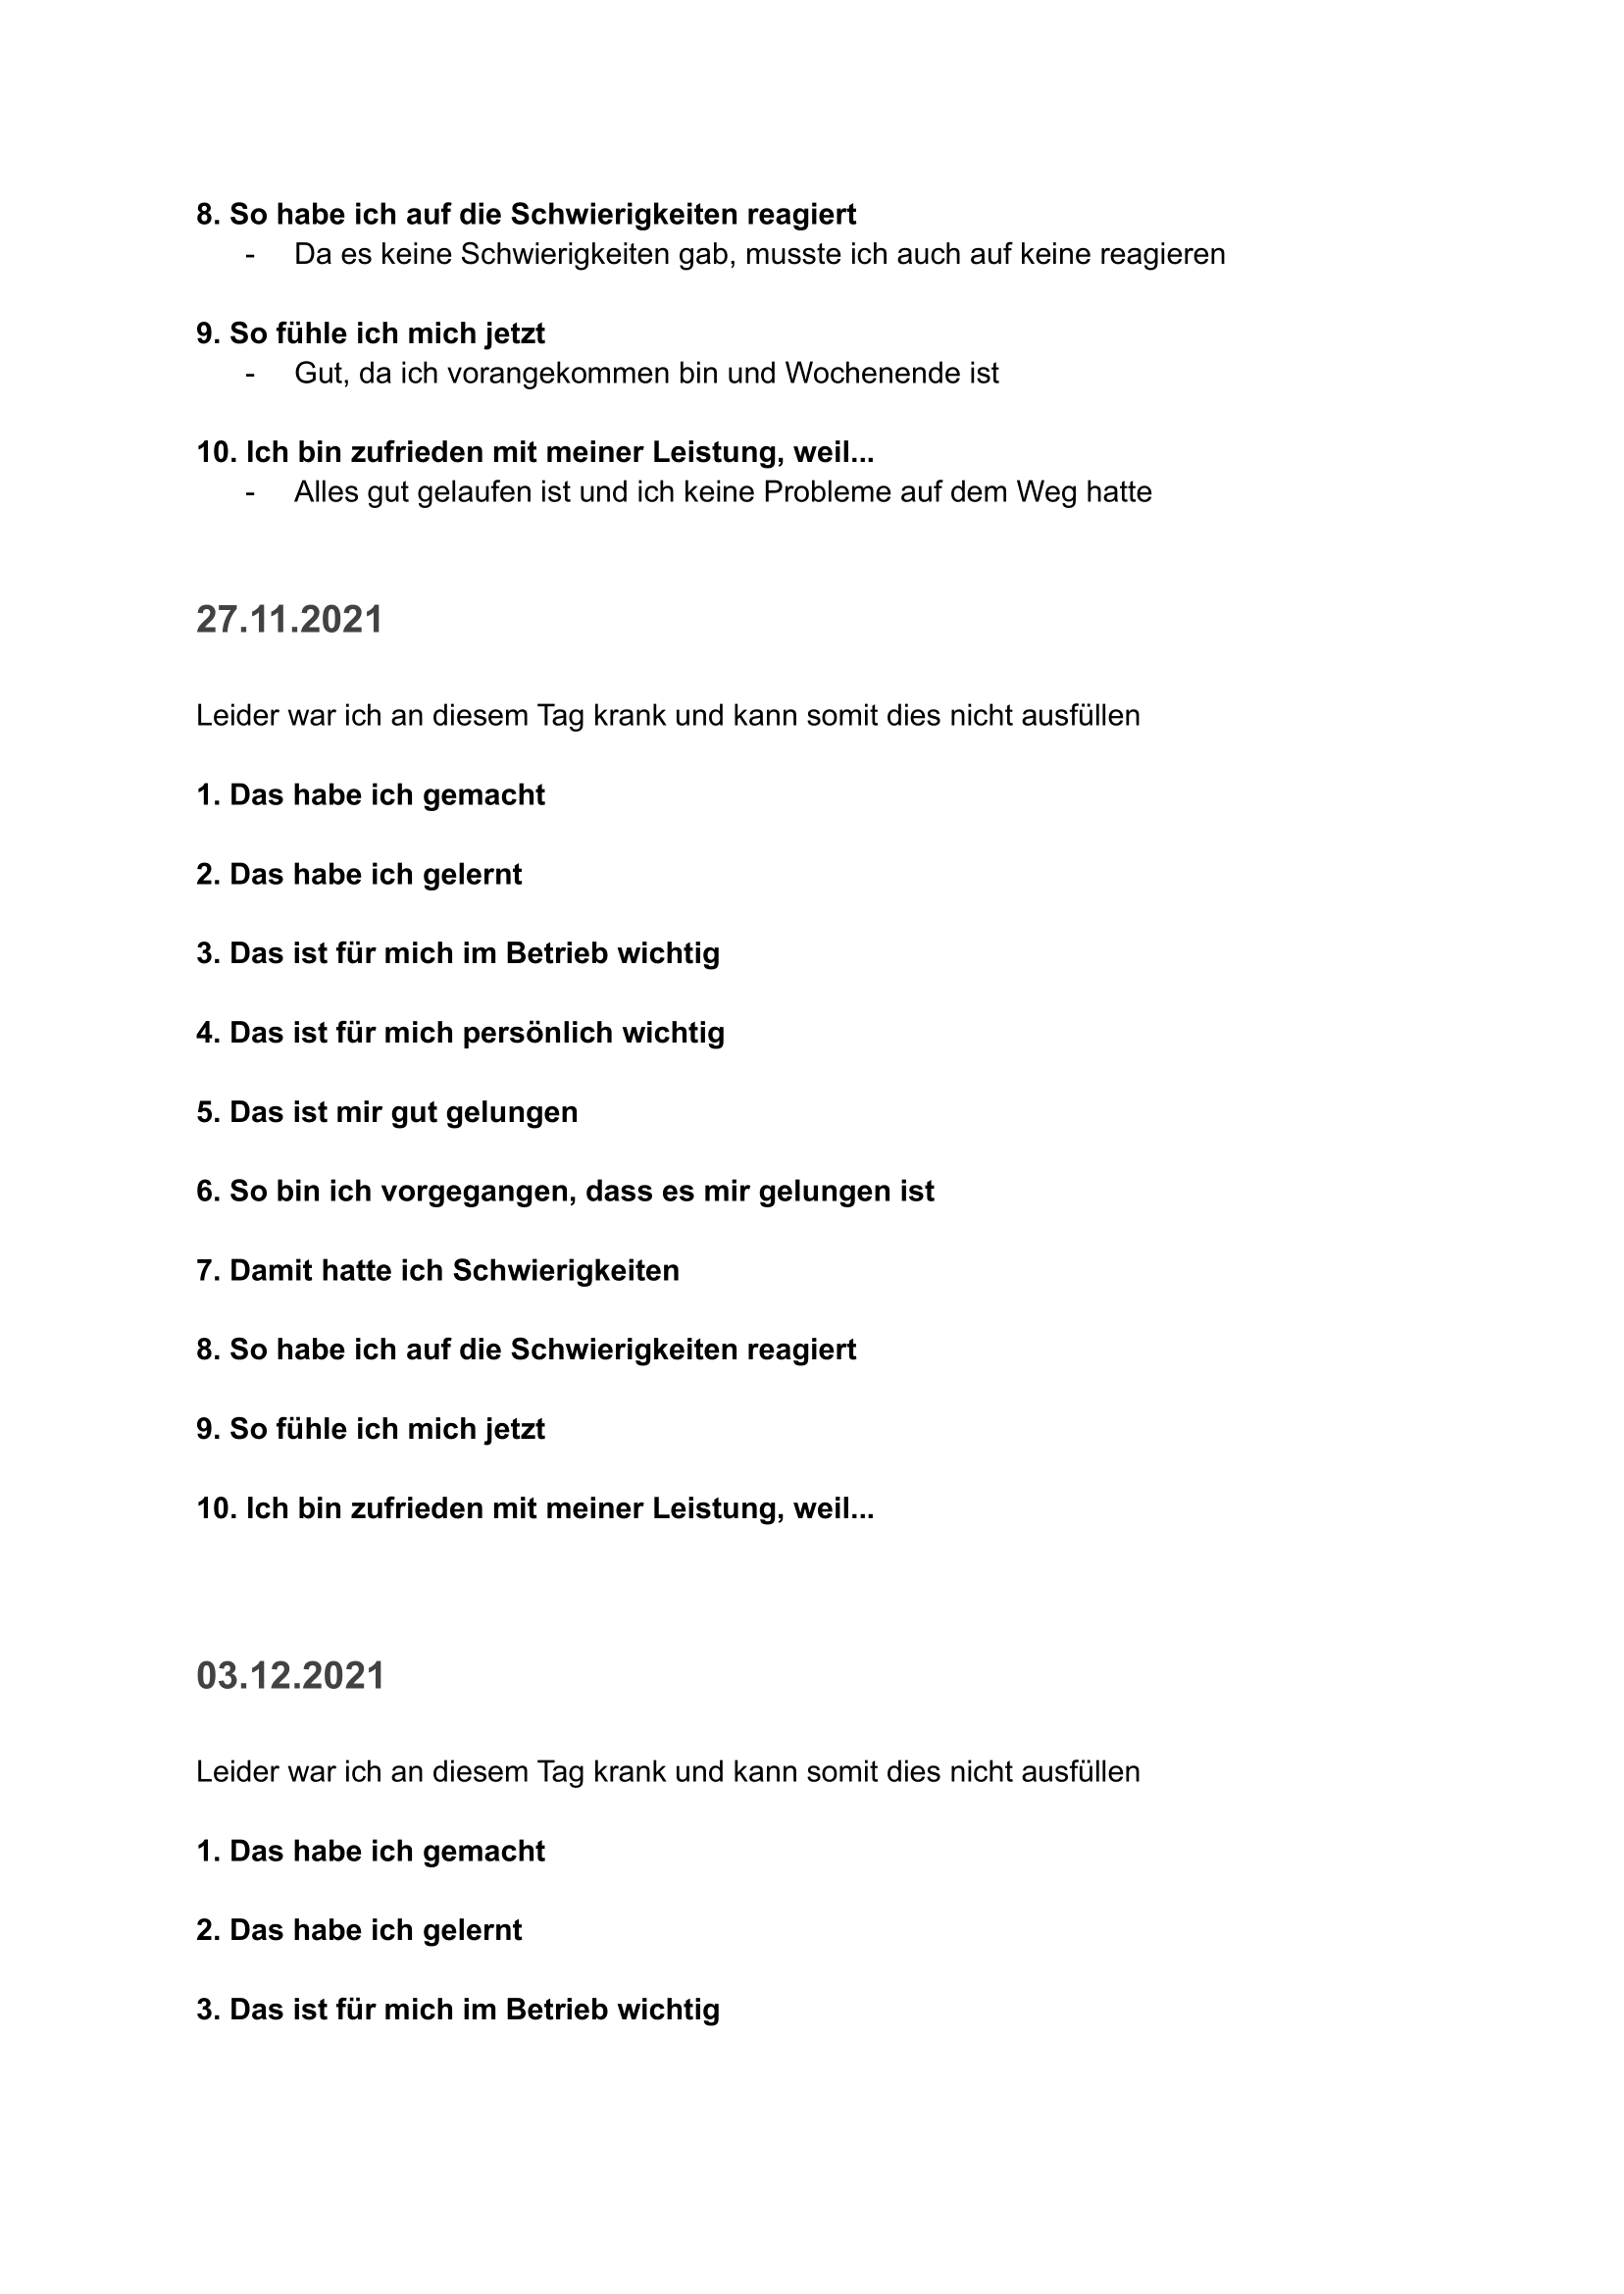 8. So habe ich auf die Schwierigkeiten reagiert
- Da es keine Schwierigkeiten gab, musste ich auch auf keine reagieren
9. So fühle ich mich jetzt
- Gut, da ich vorangekommen bin und Wochenende ist
10. Ich bin zufrieden mit meiner Leistung, weil...
- Alles gut gelaufen ist und ich keine Probleme auf dem Weg hatte
27.11.2021
Leider war ich an diesem Tag krank und kann somit dies nicht ausfüllen
1. Das habe ich gemacht
2. Das habe ich gelernt
3. Das ist für mich im Betrieb wichtig
4. Das ist für mich persönlich wichtig
5. Das ist mir gut gelungen
6. So bin ich vorgegangen, dass es mir gelungen ist
7. Damit hatte ich Schwierigkeiten
8. So habe ich auf die Schwierigkeiten reagiert
9. So fühle ich mich jetzt
10. Ich bin zufrieden mit meiner Leistung, weil...
03.12.2021
Leider war ich an diesem Tag krank und kann somit dies nicht ausfüllen
1. Das habe ich gemacht
2. Das habe ich gelernt
3. Das ist für mich im Betrieb wichtig